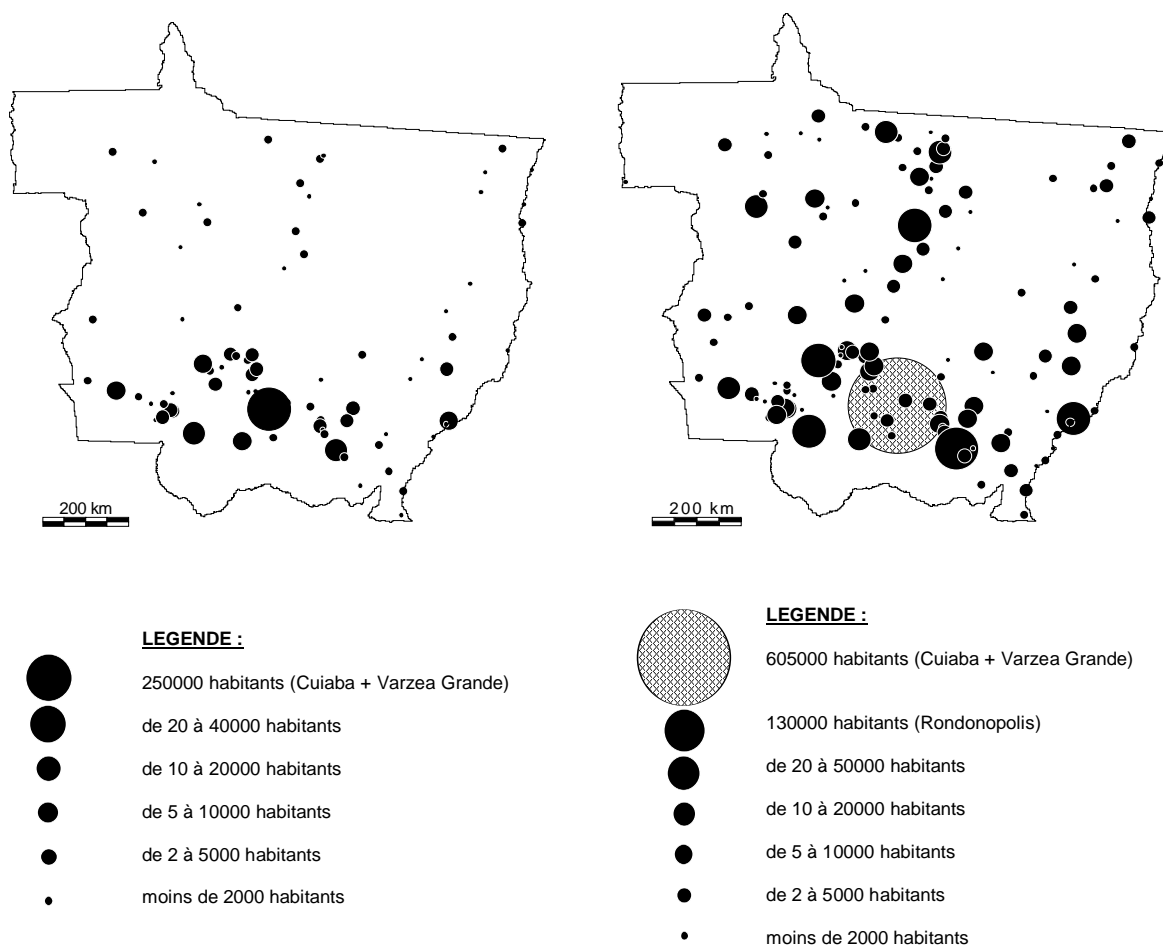 200 km
200 km
LEGENDE :
250000 habitants (Cuiaba + Varzea Grande)
de 20 à 40000 habitants
de 10 à 20000 habitants
de 5 à 10000 habitants
de 2 à 5000 habitants
moins de 2000 habitants
LEGENDE :
605000 habitants (Cuiaba + Varzea Grande)
130000 habitants (Rondonopolis)
de 20 à 50000 habitants
de 10 à 20000 habitants
de 5 à 10000 habitants
de 2 à 5000 habitants
moins de 2000 habitants